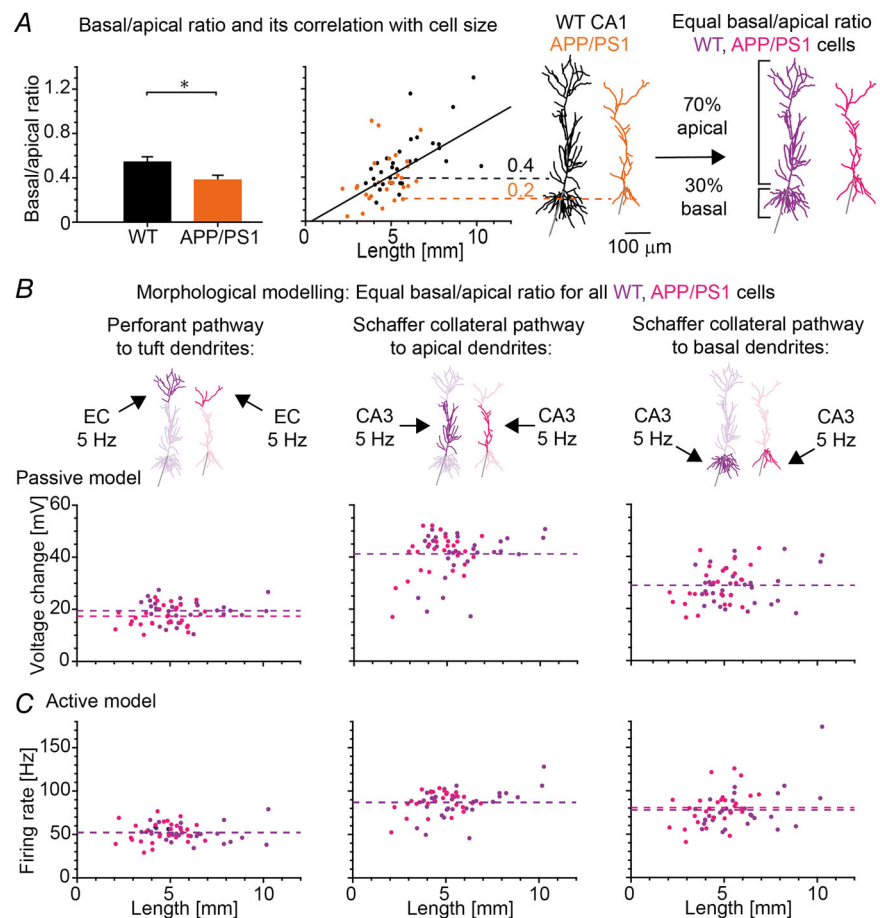 A Basal/apical ratio and its correlation with cell size
WT CA1
APP/PS1
Equal basal/apical ratio
WT, APP/PS1 cells
Basal/apical ratio
1.2
0.8
0.4
0
*
WT
APP/PS1
0.4
0.2
0 5 10
Length [mm]
100 µm
70%
apical
30%
basal
B Morphological modelling: Equal basal/apical ratio for all WT, APP/PS1 cells
Perforant pathway
to tuft dendrites:
Schaffer collateral pathway
to apical dendrites:
Schaffer collateral pathway
to basal dendrites:
EC
5 Hz
EC
5 Hz
CA3
5 Hz
CA3
5 Hz
CA3
5 Hz
CA3
5 Hz
Passive model
Voltage change [mV]
60
40
20
0
C Active model
Firing rate [Hz]
150
100
50
0
0 5 10
Length [mm]
0 5 10
Length [mm]
0 5 10
Length [mm]